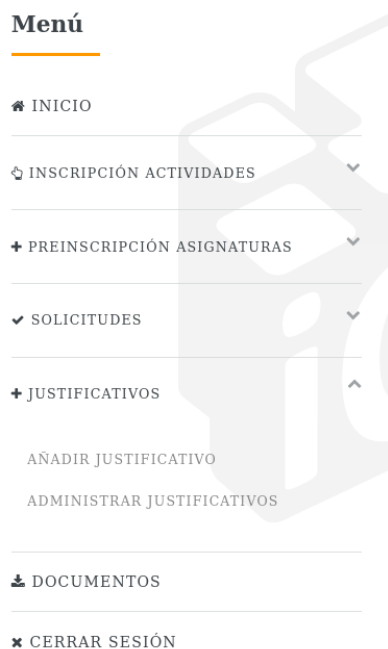 Menú
INICIO
INSCRIPCIÓN ACTIVIDADES
PREINSCRIPCIÓN ASIGNATURAS
SOLICITUDES
JUSTIFICATIVOS
AÑADIR JUSTIFICATIVO
ADMINISTRAR JUSTIFICATIVOS
DOCUMENTOS
CERRAR SESIÓN